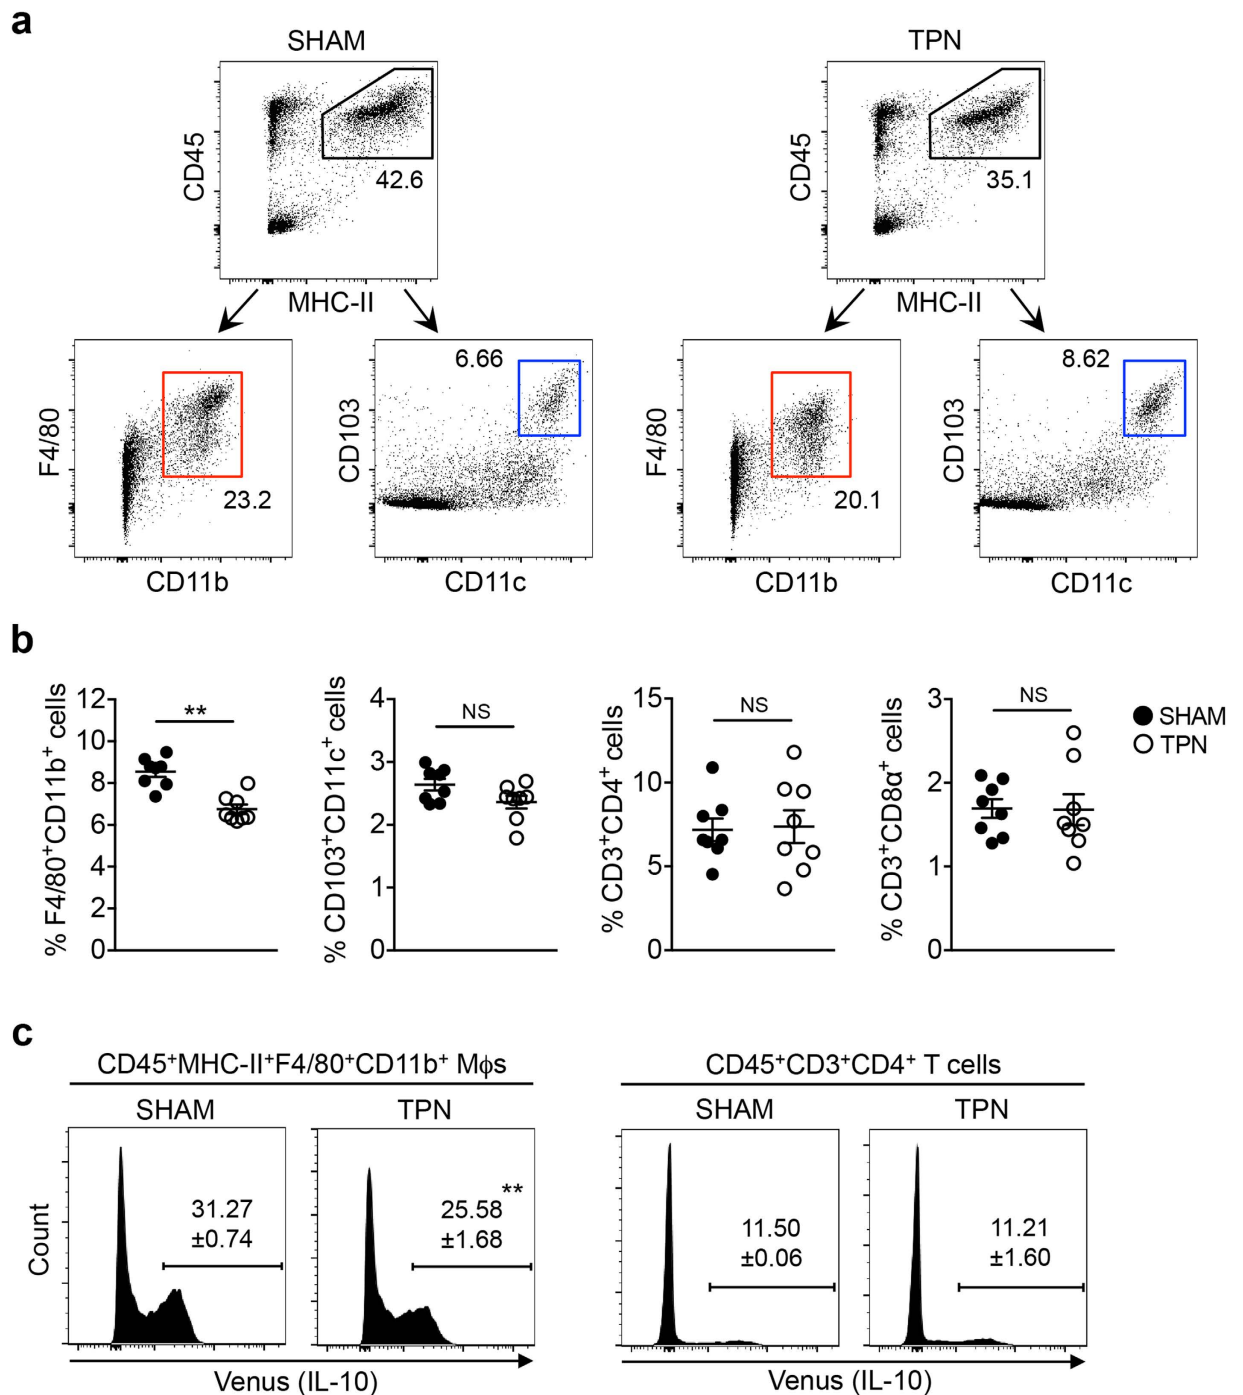 a
SHAM
TPN
CD45
42.6
MHC-II
CD45
35.1
MHC-II
F4/80
23.2
CD11b
6.66
CD103
CD11c
F4/80
20.1
CD11b
8.62
CD103
CD11c
b
% F4/80⁺CD11b⁺ cells
12
10
8
6
4
2
0
**
% CD103⁺CD11c⁺ cells
4
3
2
1
0
NS
% CD3⁺CD4⁺ cells
15
10
5
0
NS
% CD3⁺CD8α⁺ cells
3
2
1
0
NS
SHAM
TPN
c
CD45⁺MHC-II⁺F4/80⁺CD11b⁺ Mϕs
CD45⁺CD3⁺CD4⁺ T cells
SHAM
TPN
SHAM
TPN
Count
31.27
±0.74
**
25.58
±1.68
11.50
±0.06
11.21
±1.60
Venus (IL-10)
Venus (IL-10)